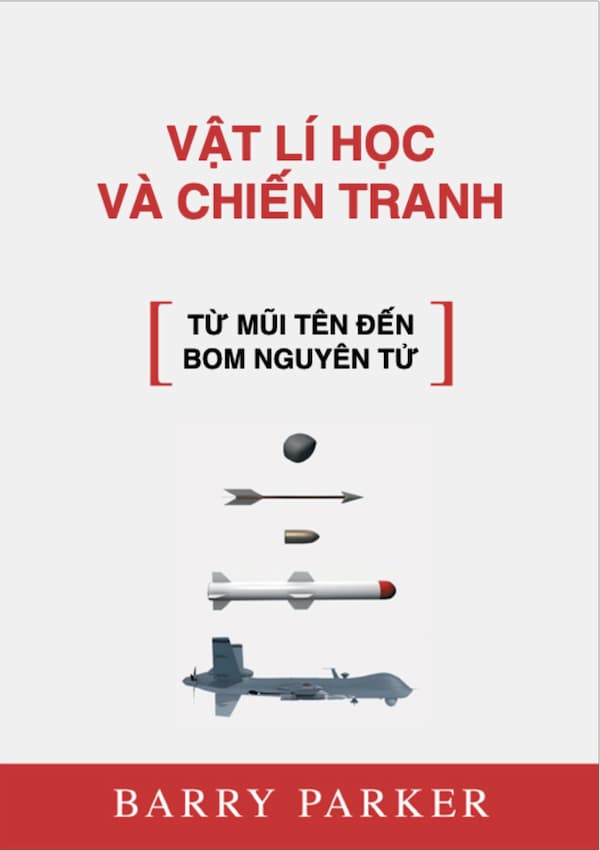 VẬT LÍ HỌC
VÀ CHIẾN TRANH
[ TỪ MŨI TÊN ĐẾN
BOM NGUYÊN TỬ ]
BARRY PARKER